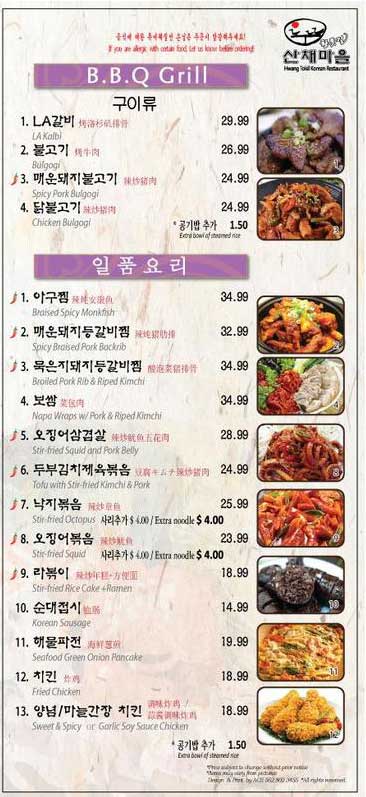 음식에 대한 특이체질인 손님은 주문시 말씀해주세요!
If you are allergic with certain food, Let us know before ordering!
산채마을
Hwang Tokil Korean Restaurant
B.B.Q Grill
구이류
1. LA갈비 烤洛杉矶排骨 29.99
LA Kalbi
2. 불고기 烤牛肉 26.99
Bulgogi
3. 매운돼지불고기 辣炒猪肉 24.99
Spicy Pork Bulgogi
4. 닭불고기 辣炒猪肉 24.99
Chicken Bulgogi
* 공기밥 추가 1.50
Extra bowl of steamed rice
1
3
일품요리
1. 아구찜 辣炖安康鱼 34.99
Braised Spicy Monkfish
2. 매운돼지등갈비찜 辣炖猪肋排 32.99
Spicy Braised Pork Backrib
3. 묵은지돼지등갈비찜 酸泡菜猪排骨 34.99
Broiled Pork Rib & Riped Kimchi
4. 보쌈 菜包肉 34.99
Napa Wraps w/ Pork & Riped Kimchi
5. 오징어삼겹살 辣炒鱿鱼五花肉 28.99
Stir-fried Squid and Pork Belly
6. 두부김치제육볶음 豆腐キムチ辣炒猪肉 24.99
Tofu with Stir-fried Kimchi & Pork
7. 낙지볶음 辣炒章鱼 25.99
Stir-fried Octopus 사리추가 $ 4.00 / Extra noodle $ 4.00
8. 오징어볶음 辣炒鱿鱼 23.99
Stir-fried Squid 사리추가 $ 4.00 / Extra noodle $ 4.00
9. 라볶이 辣炒年糕+方便面 18.99
Stir-fried Rice Cake +Ramen
10. 순대접시 血肠 14.99
Korean Sausage
11. 해물파전 海鲜葱煎 19.99
Seafood Green Onion Pancake
12. 치킨 炸鸡 18.99
Fried Chicken
13. 양념/마늘간장 치킨 调味炸鸡 / 蒜酱调味炸鸡 18.99
Sweet & Spicy or Garlic Soy Sauce Chicken
* 공기밥 추가 1.50
Extra bowl of steamed rice
2
4
5
6
10
11
12
*Price subject to change without prior notice
*Items may vary from pictures
Design & Print by ACE 562.802.3455 *All rights reserved.